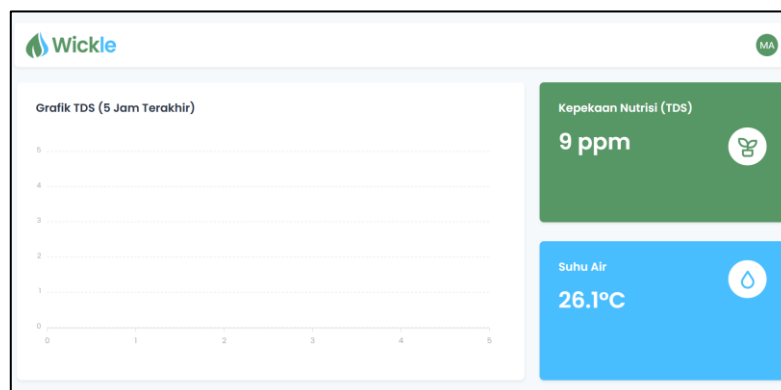 Wickle
MA
Grafik TDS (5 Jam Terakhir)
5
4
3
2
1
0
0 1 2 3 4 5
Kepekaan Nutrisi (TDS)
9 ppm
Suhu Air
26.1°C